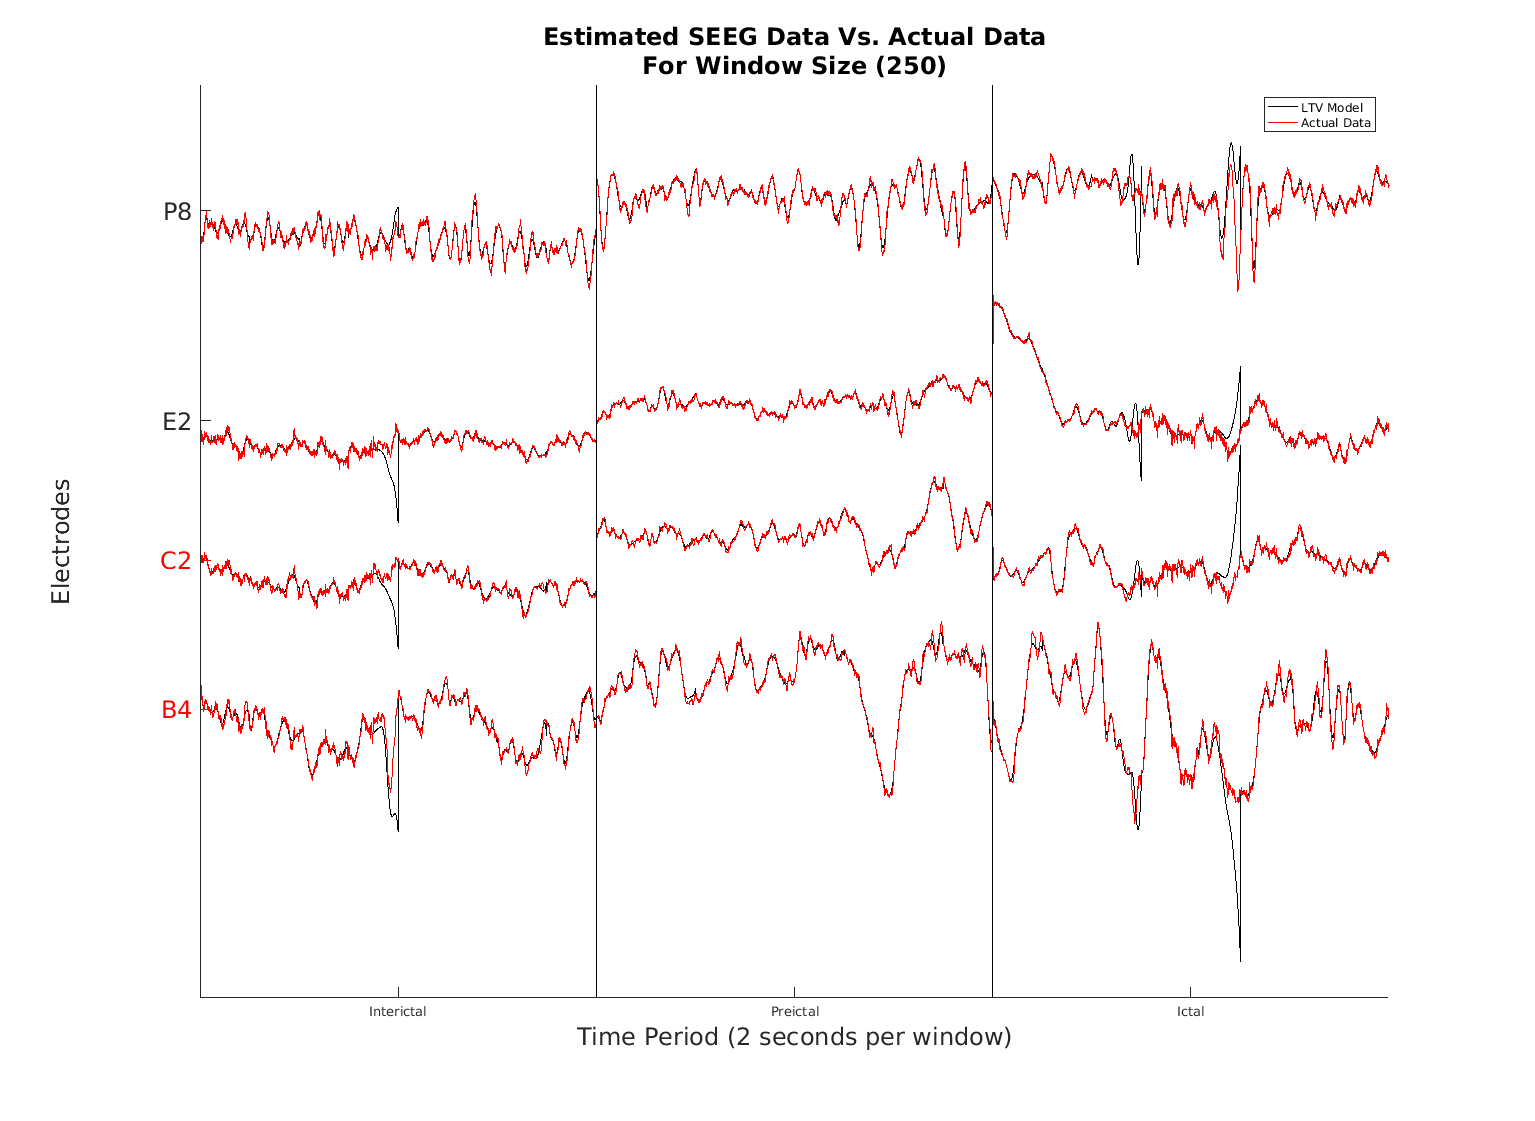 Estimated SEEG Data Vs. Actual Data
For Window Size (250)
LTV Model
Actual Data
P8
E2
C2
B4
Electrodes
Interictal
Preictal
Ictal
Time Period (2 seconds per window)